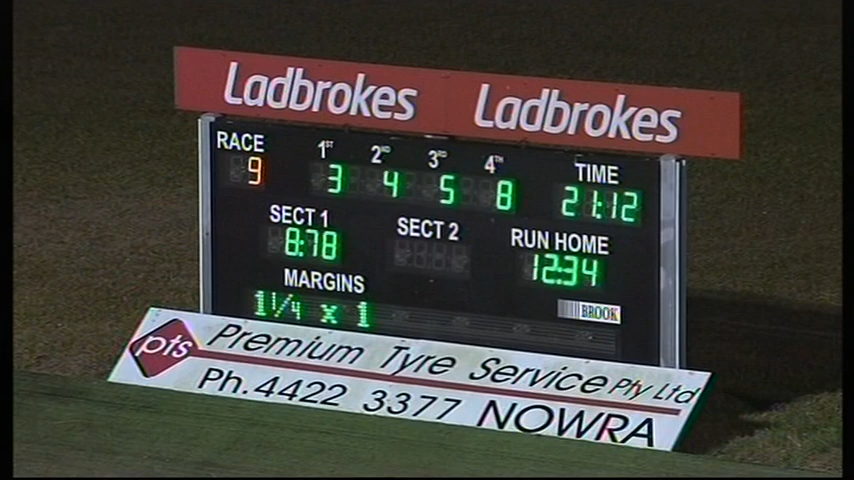 Ladbrokes Ladbrokes
RACE 1ST 2ND 3RD 4TH TIME
9 3 4 5 8 21:12
SECT 1 SECT 2 RUN HOME
8:78 12:34
MARGINS
1 1/4 x 1
BROOK
pts Premium Tyre Service Pty Ltd
Ph.4422 3377 NOWRA